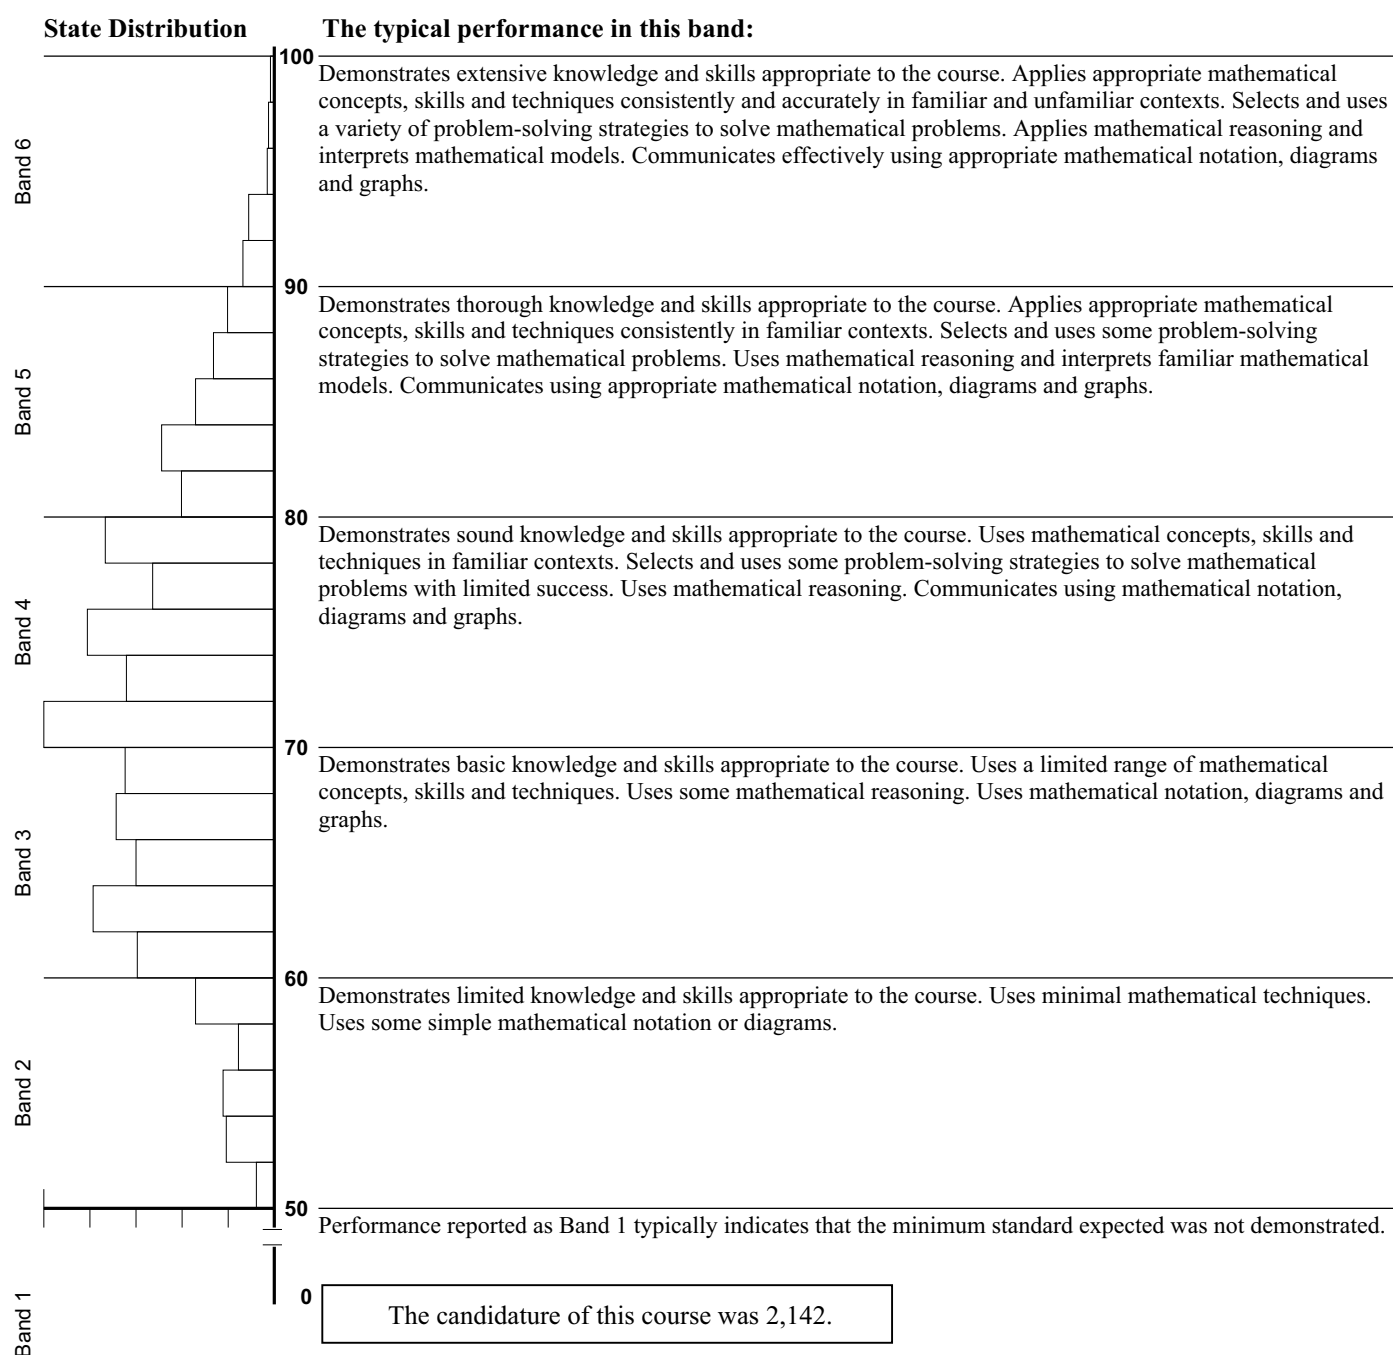 State Distribution
The typical performance in this band:
100
Band 6
Demonstrates extensive knowledge and skills appropriate to the course. Applies appropriate mathematical
concepts, skills and techniques consistently and accurately in familiar and unfamiliar contexts. Selects and uses
a variety of problem-solving strategies to solve mathematical problems. Applies mathematical reasoning and
interprets mathematical models. Communicates effectively using appropriate mathematical notation, diagrams
and graphs.
90
Band 5
Demonstrates thorough knowledge and skills appropriate to the course. Applies appropriate mathematical
concepts, skills and techniques consistently in familiar contexts. Selects and uses some problem-solving
strategies to solve mathematical problems. Uses mathematical reasoning and interprets familiar mathematical
models. Communicates using appropriate mathematical notation, diagrams and graphs.
80
Band 4
Demonstrates sound knowledge and skills appropriate to the course. Uses mathematical concepts, skills and
techniques in familiar contexts. Selects and uses some problem-solving strategies to solve mathematical
problems with limited success. Uses mathematical reasoning. Communicates using mathematical notation,
diagrams and graphs.
70
Band 3
Demonstrates basic knowledge and skills appropriate to the course. Uses a limited range of mathematical
concepts, skills and techniques. Uses some mathematical reasoning. Uses mathematical notation, diagrams and
graphs.
60
Band 2
Demonstrates limited knowledge and skills appropriate to the course. Uses minimal mathematical techniques.
Uses some simple mathematical notation or diagrams.
50
Performance reported as Band 1 typically indicates that the minimum standard expected was not demonstrated.
0
Band 1
The candidature of this course was 2,142.